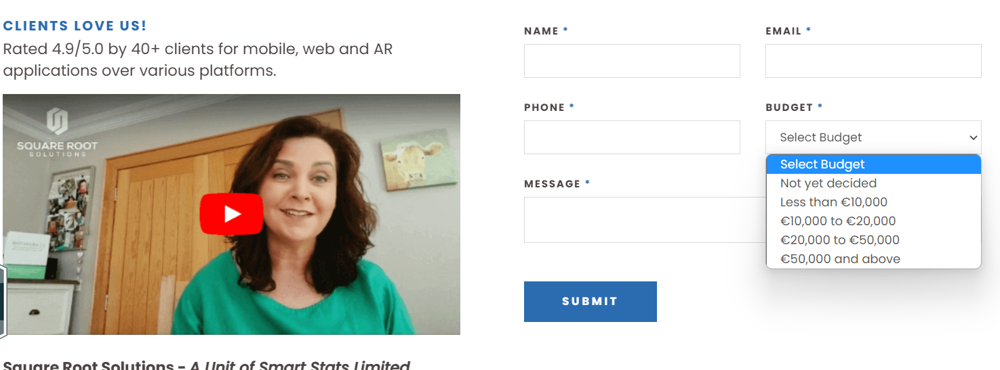 CLIENTS LOVE US!
Rated 4.9/5.0 by 40+ clients for mobile, web and AR
applications over various platforms.
SQUARE ROOT
SOLUTIONS
Square Root Solutions - A Unit of Smart Stats Limited
NAME *
EMAIL *
PHONE *
BUDGET *
Select Budget
Select Budget
Not yet decided
Less than €10,000
€10,000 to €20,000
€20,000 to €50,000
€50,000 and above
MESSAGE *
SUBMIT